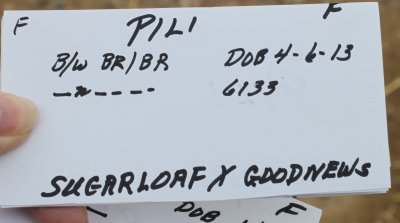 F PILI F
B/W BR/BR DOB 4-6-13
-N---- 6133
SUGARLOAF X GOODNEWS
DOB F